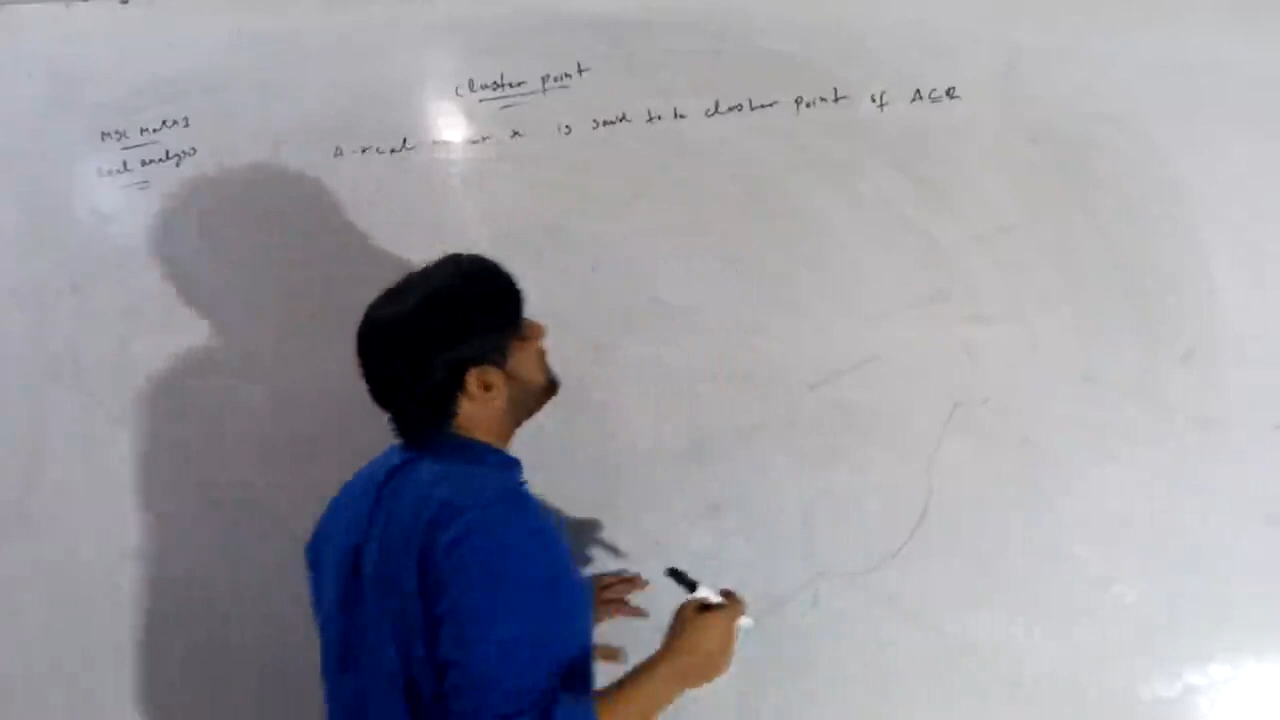 cluster point
MSC Maths
Real analysis
A real x is said to be cluster point of A⊆R